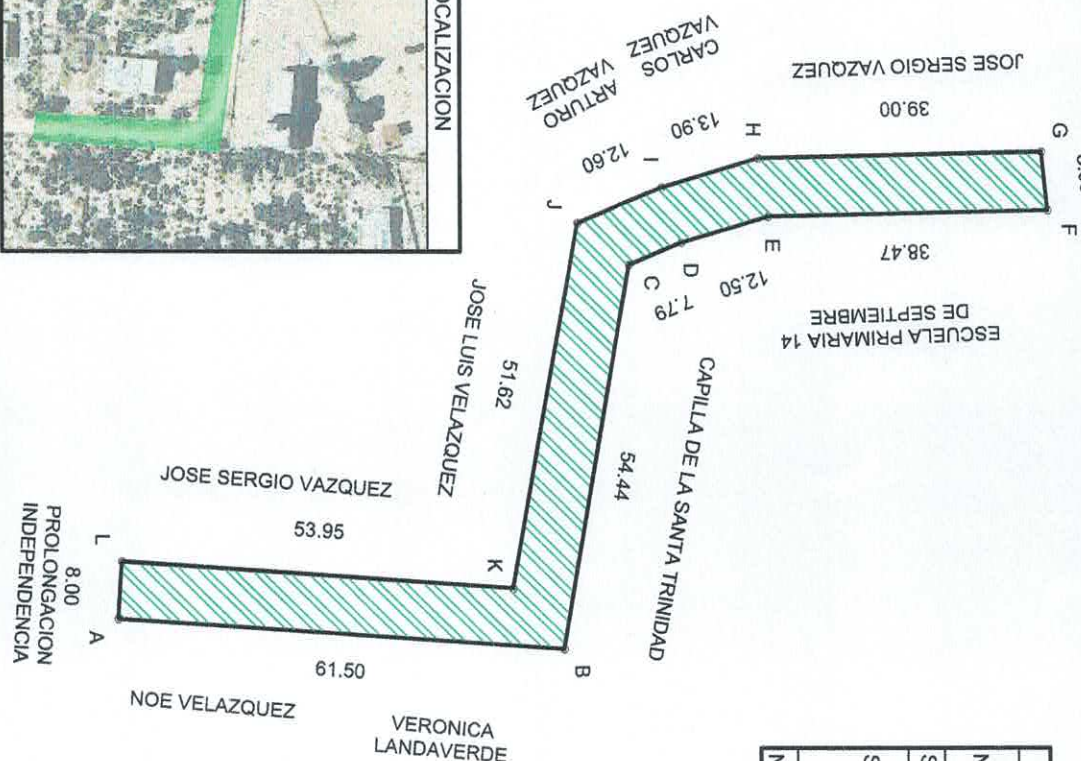 OCALIZACION
CARLOS
VAZQUEZ
ARTURO
VAZQUEZ
JOSE SERGIO VAZQUEZ
39.00
13.90
12.60
G
H
I
J
F
E
D
C
38.47
12.50
7.79
ESCUELA PRIMARIA 14
DE SEPTIEMBRE
JOSE LUIS VELAZQUEZ
51.62
54.44
CAPILLA DE LA SANTA TRINIDAD
JOSE SERGIO VAZQUEZ
53.95
K
L
8.00
PROLONGACION
INDEPENDENCIA
A
B
61.50
NOE VELAZQUEZ
VERONICA
LANDAVERDE